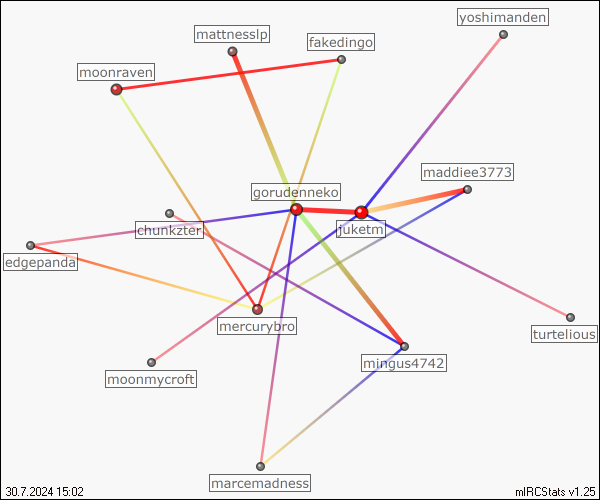 yoshimanden
mattnesslp
fakedingo
moonraven
maddiee3773
gorudenneko
juketm
chunkzter
edgepanda
mercurybro
turtelious
mingus4742
moonmycroft
marcemadness
30.7.2024 15:02
mIRCStats v1.25